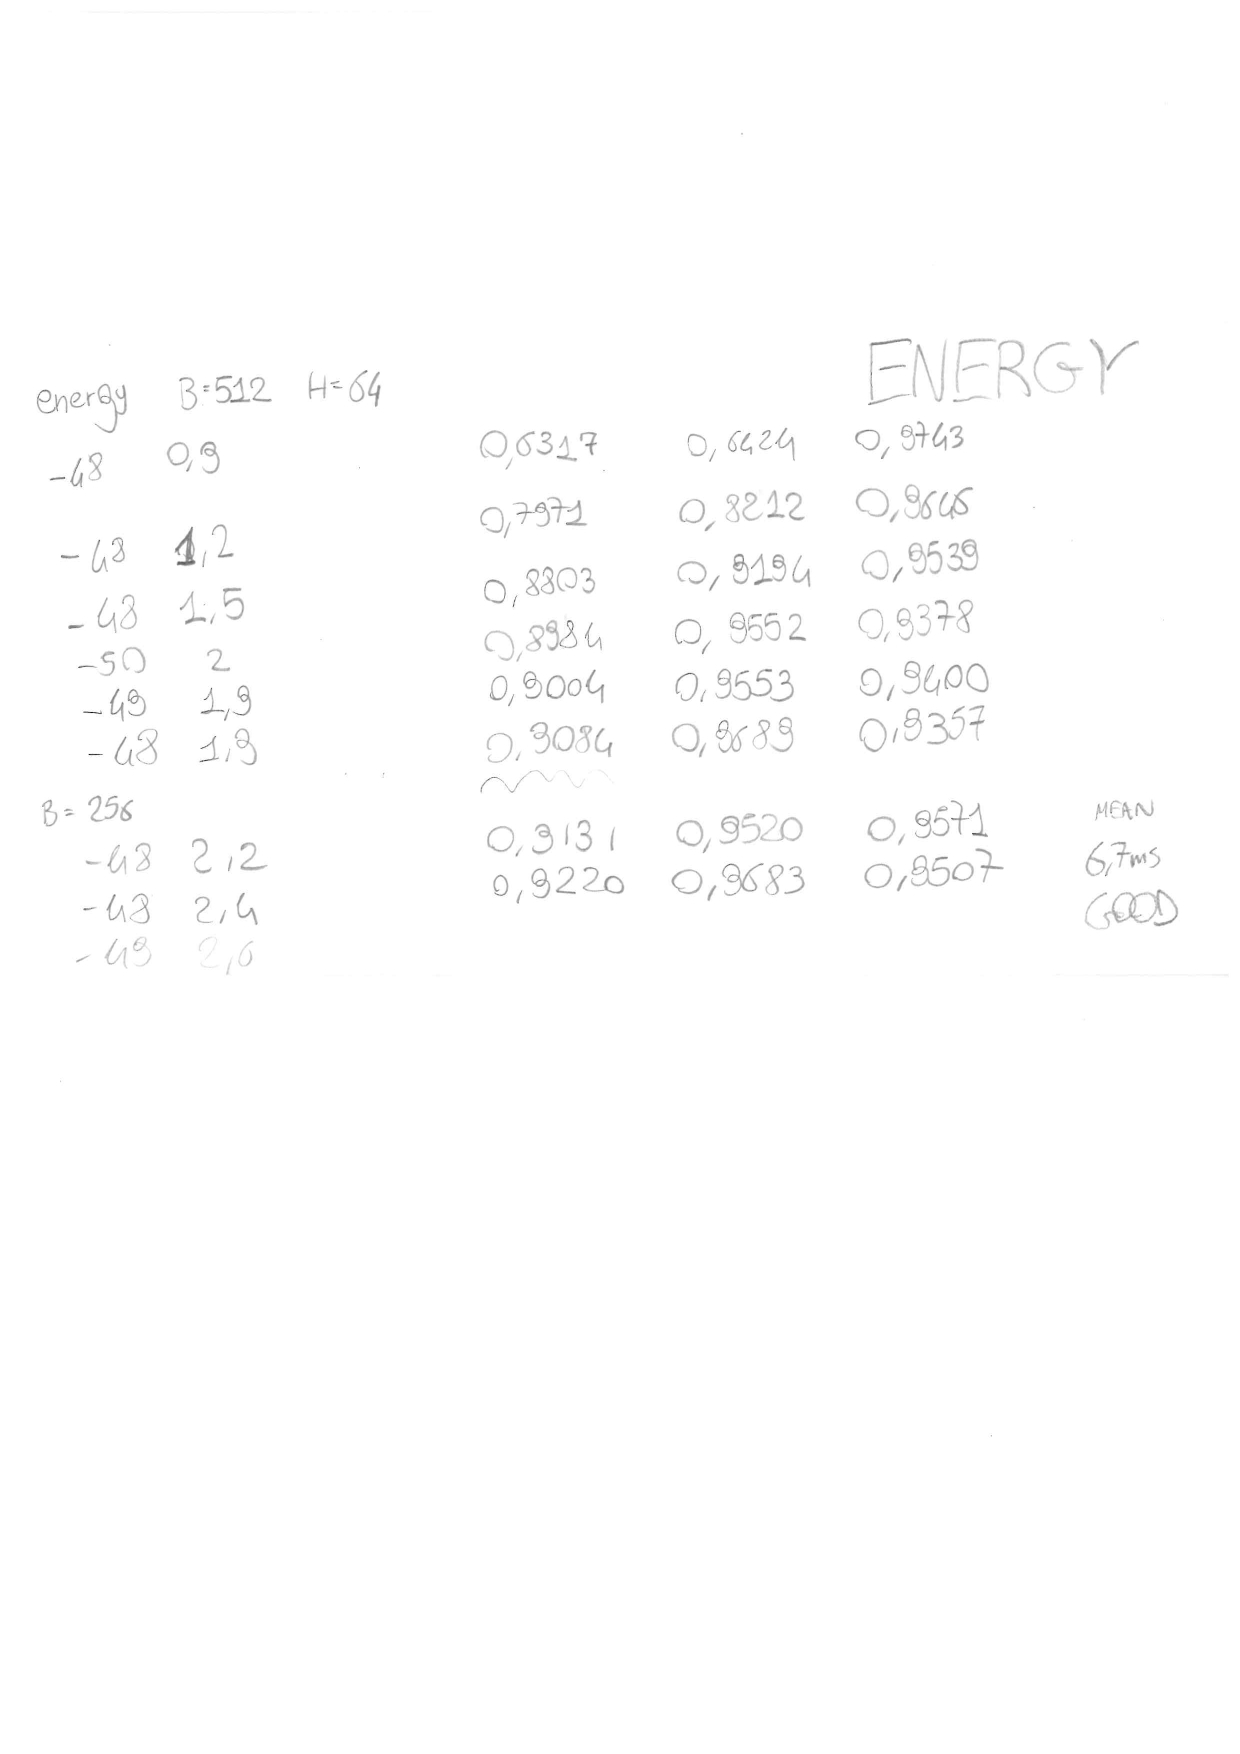 energy B=512 H=64 ENERGY
-48 0,9 0,6317 0,6424 0,9743
-48 1,2 0,7971 0,8212 0,9646
-48 1,5 0,8803 0,9194 0,9539
-50 2 0,8984 0,9552 0,9378
-49 1,9 0,9004 0,9553 0,9400
-48 1,9 0,9084 0,9689 0,9357
B=256 MEAN
-48 2,2 0,9131 0,9520 0,9571 6,7ms
-48 2,4 0,9220 0,9683 0,9507 GOOD
-49 2,6